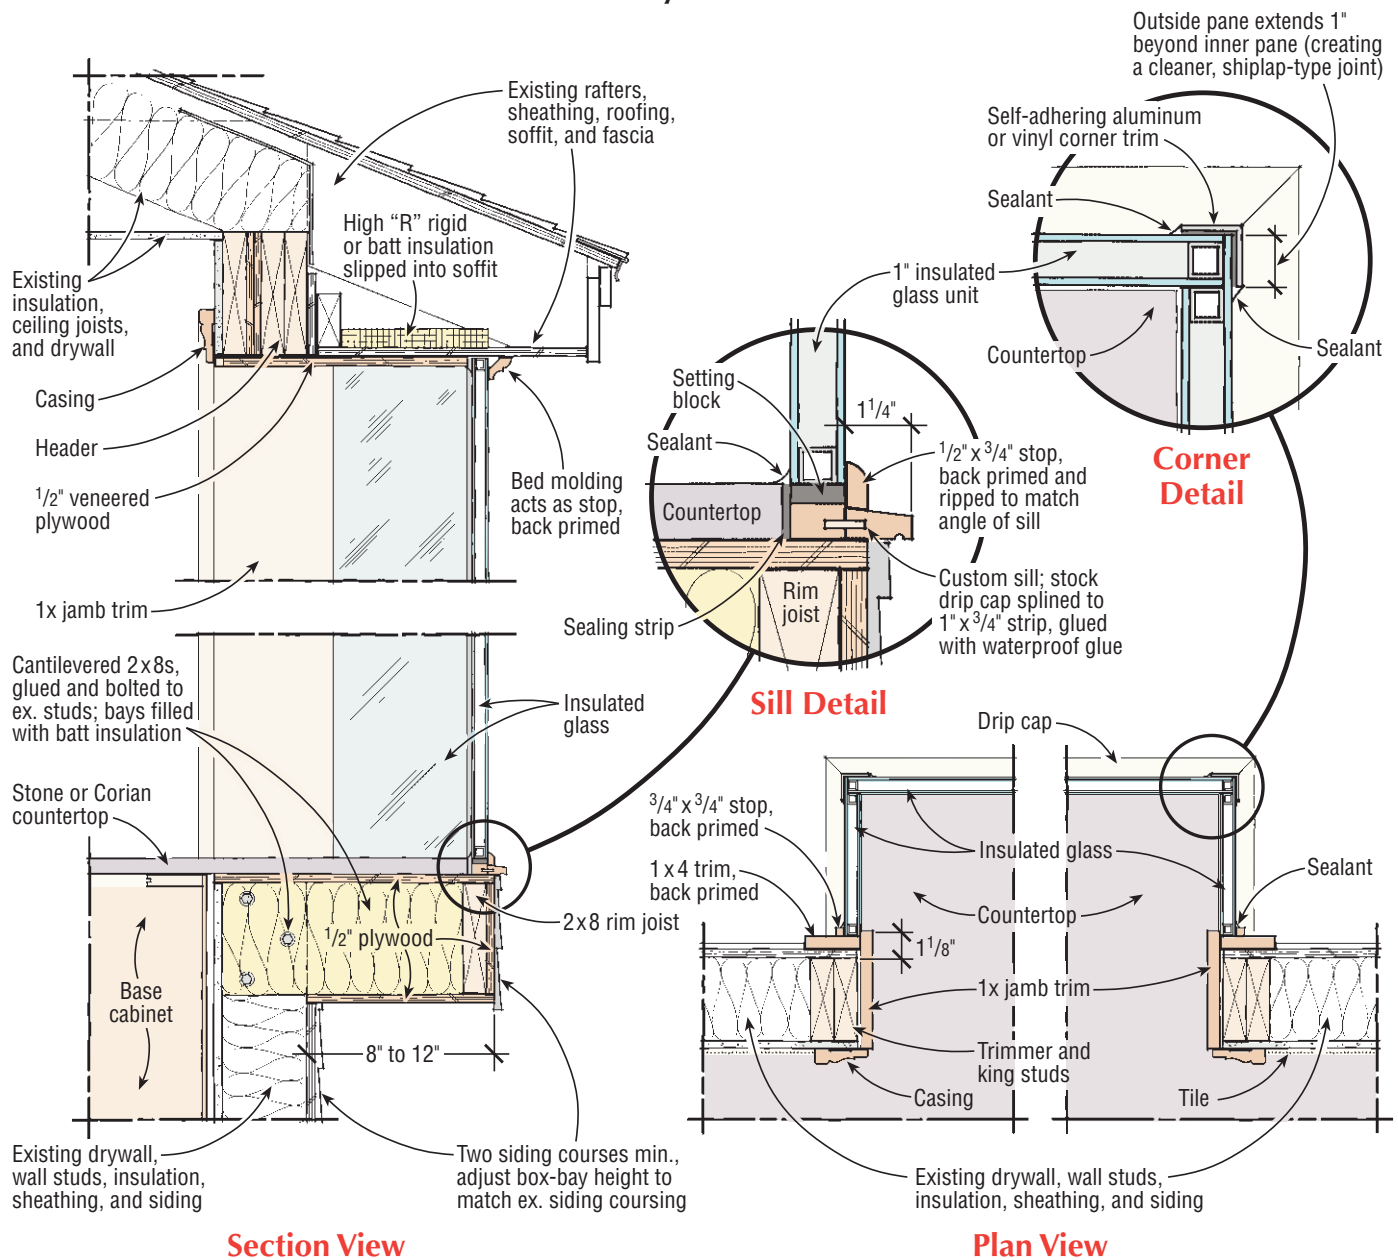 Outside pane extends 1"
beyond inner pane (creating
a cleaner, shiplap-type joint)
Existing rafters,
sheathing, roofing,
soffit, and fascia
Self-adhering aluminum
or vinyl corner trim
Sealant
High “R” rigid
or batt insulation
slipped into soffit
1" insulated
glass unit
Existing
insulation,
ceiling joists,
and drywall
Countertop
Sealant
Corner
Detail
Casing
Header
1/2" veneered
plywood
1x jamb trim
Bed molding
acts as stop,
back primed
Setting
block
Sealant
1 1/4"
1/2" x 3/4" stop,
back primed and
ripped to match
angle of sill
Countertop
Rim
joist
Sealing strip
Custom sill; stock
drip cap splined to
1" x 3/4" strip, glued
with waterproof glue
Sill Detail
Cantilevered 2x8s,
glued and bolted to
ex. studs; bays filled
with batt insulation
Insulated
glass
Stone or Corian
countertop
2x8 rim joist
1/2" plywood
Base
cabinet
8" to 12"
Existing drywall,
wall studs, insulation,
sheathing, and siding
Two siding courses min.,
adjust box-bay height to
match ex. siding coursing
Section View
Drip cap
3/4" x 3/4" stop,
back primed
1x4 trim,
back primed
Insulated glass
Sealant
Countertop
1 1/8"
1x jamb trim
Trimmer and
king studs
Casing
Tile
Existing drywall, wall studs,
insulation, sheathing, and siding
Plan View